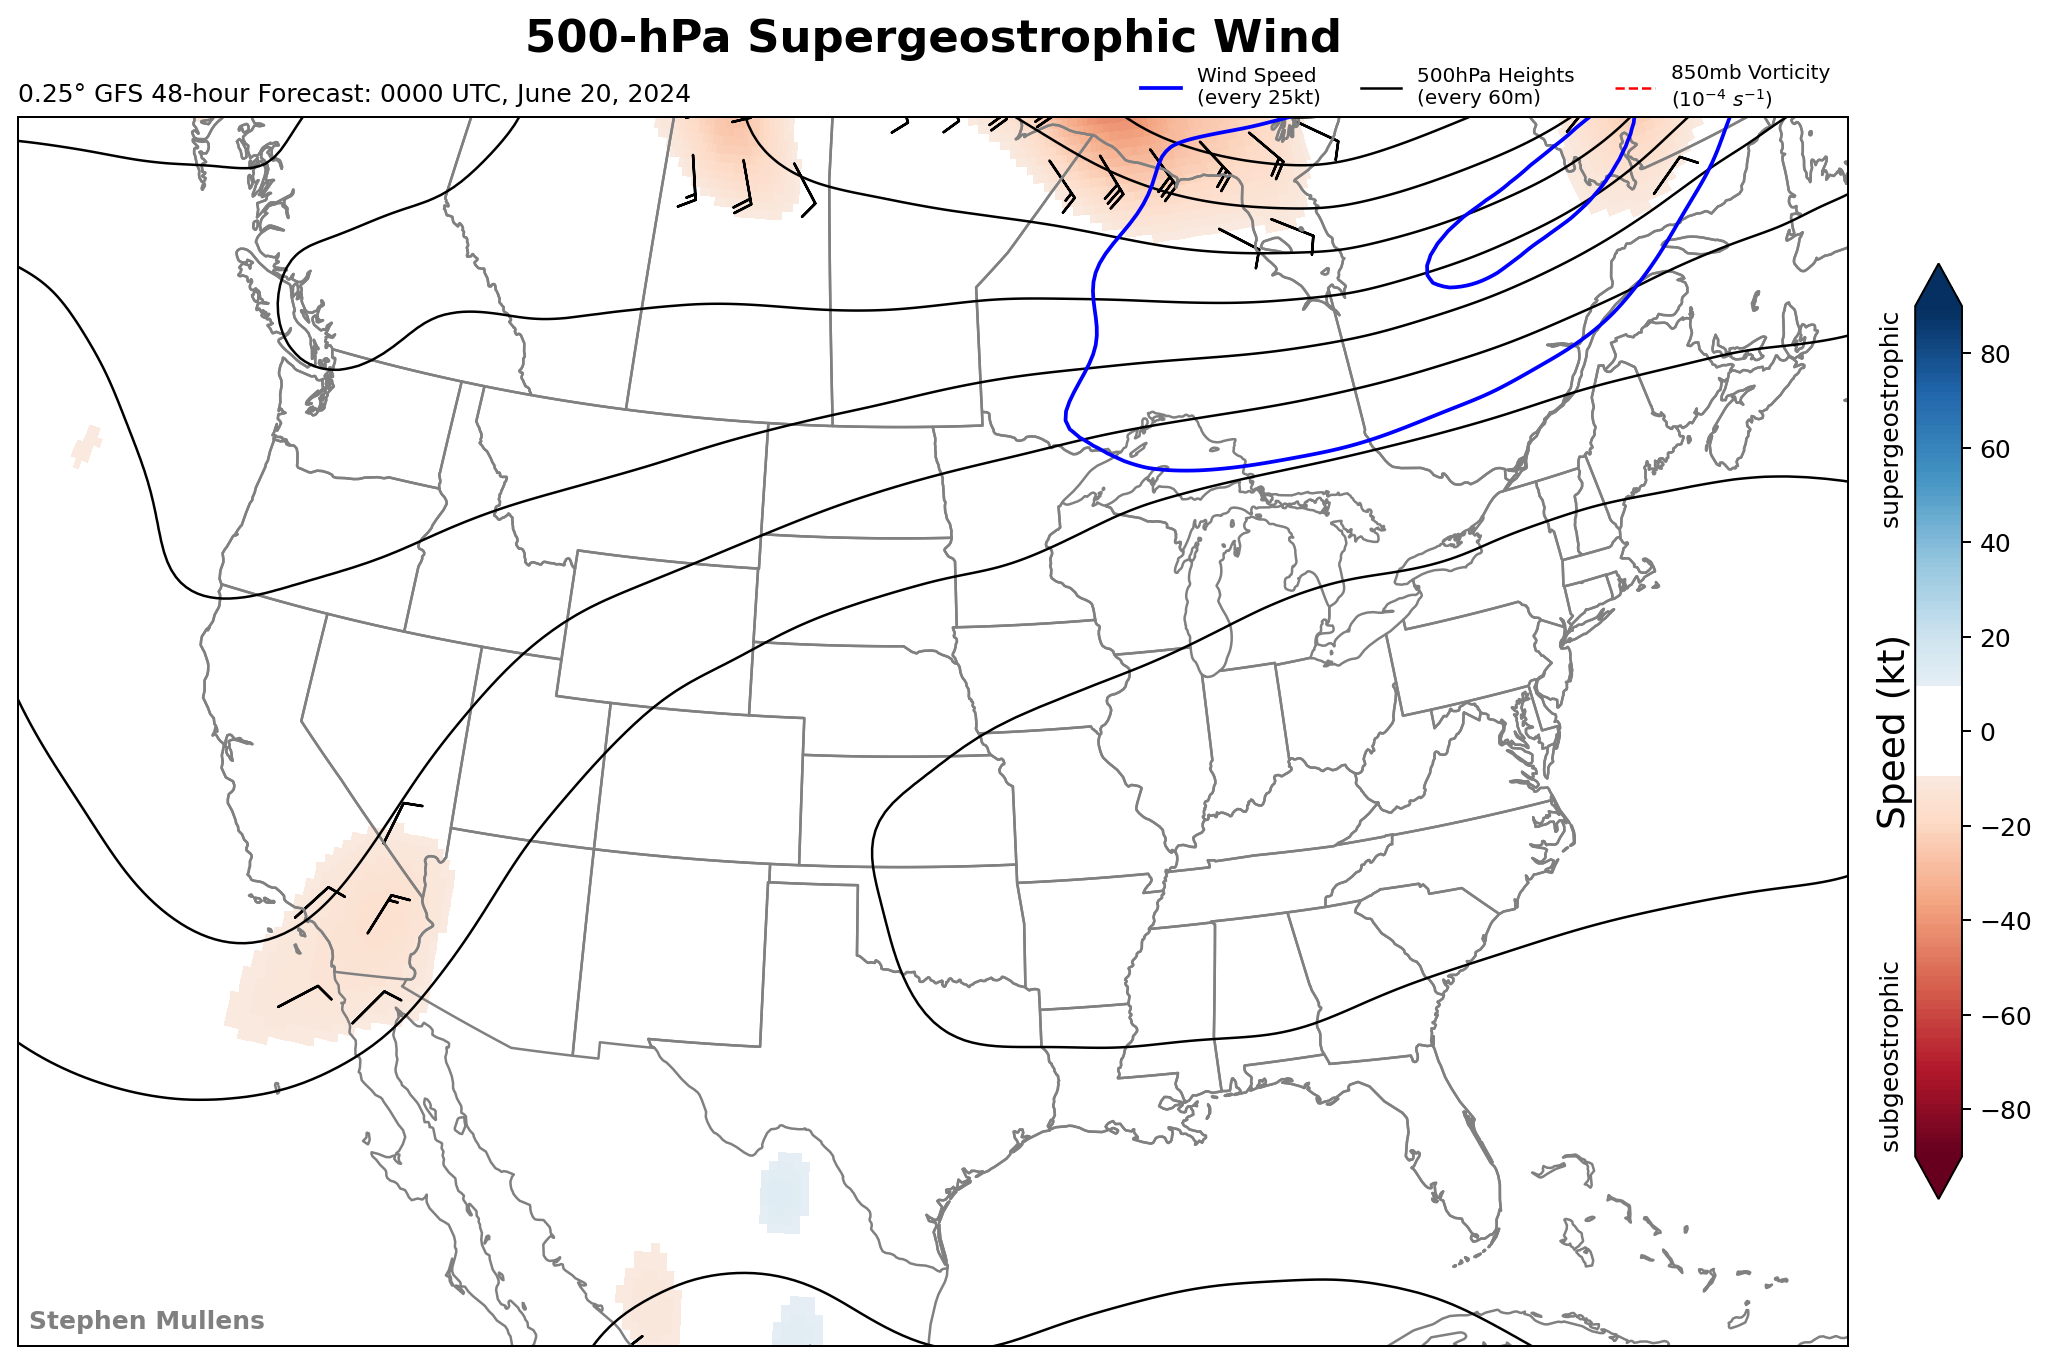 500-hPa Supergeostrophic Wind
0.25° GFS 48-hour Forecast: 0000 UTC, June 20, 2024
Wind Speed
(every 25kt)
500hPa Heights
(every 60m)
850mb Vorticity
(10⁻⁴ s⁻¹)
supergeostrophic
Speed (kt)
subgeostrophic
80
60
40
20
0
−20
−40
−60
−80
Stephen Mullens